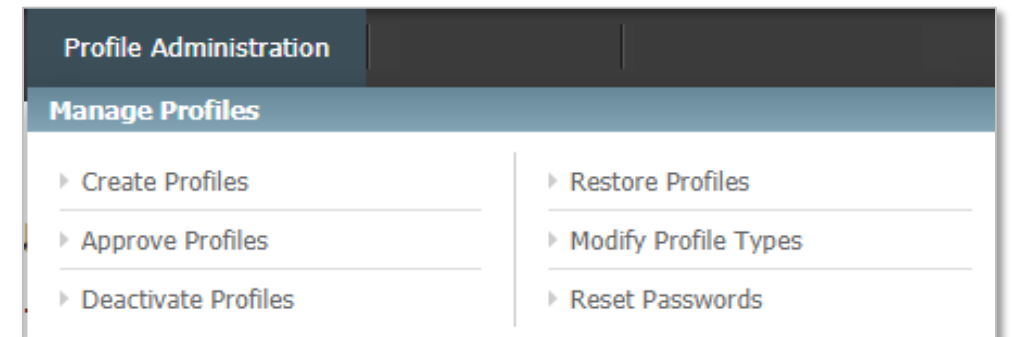 Profile Administration
Manage Profiles
Create Profiles
Approve Profiles
Deactivate Profiles
Restore Profiles
Modify Profile Types
Reset Passwords